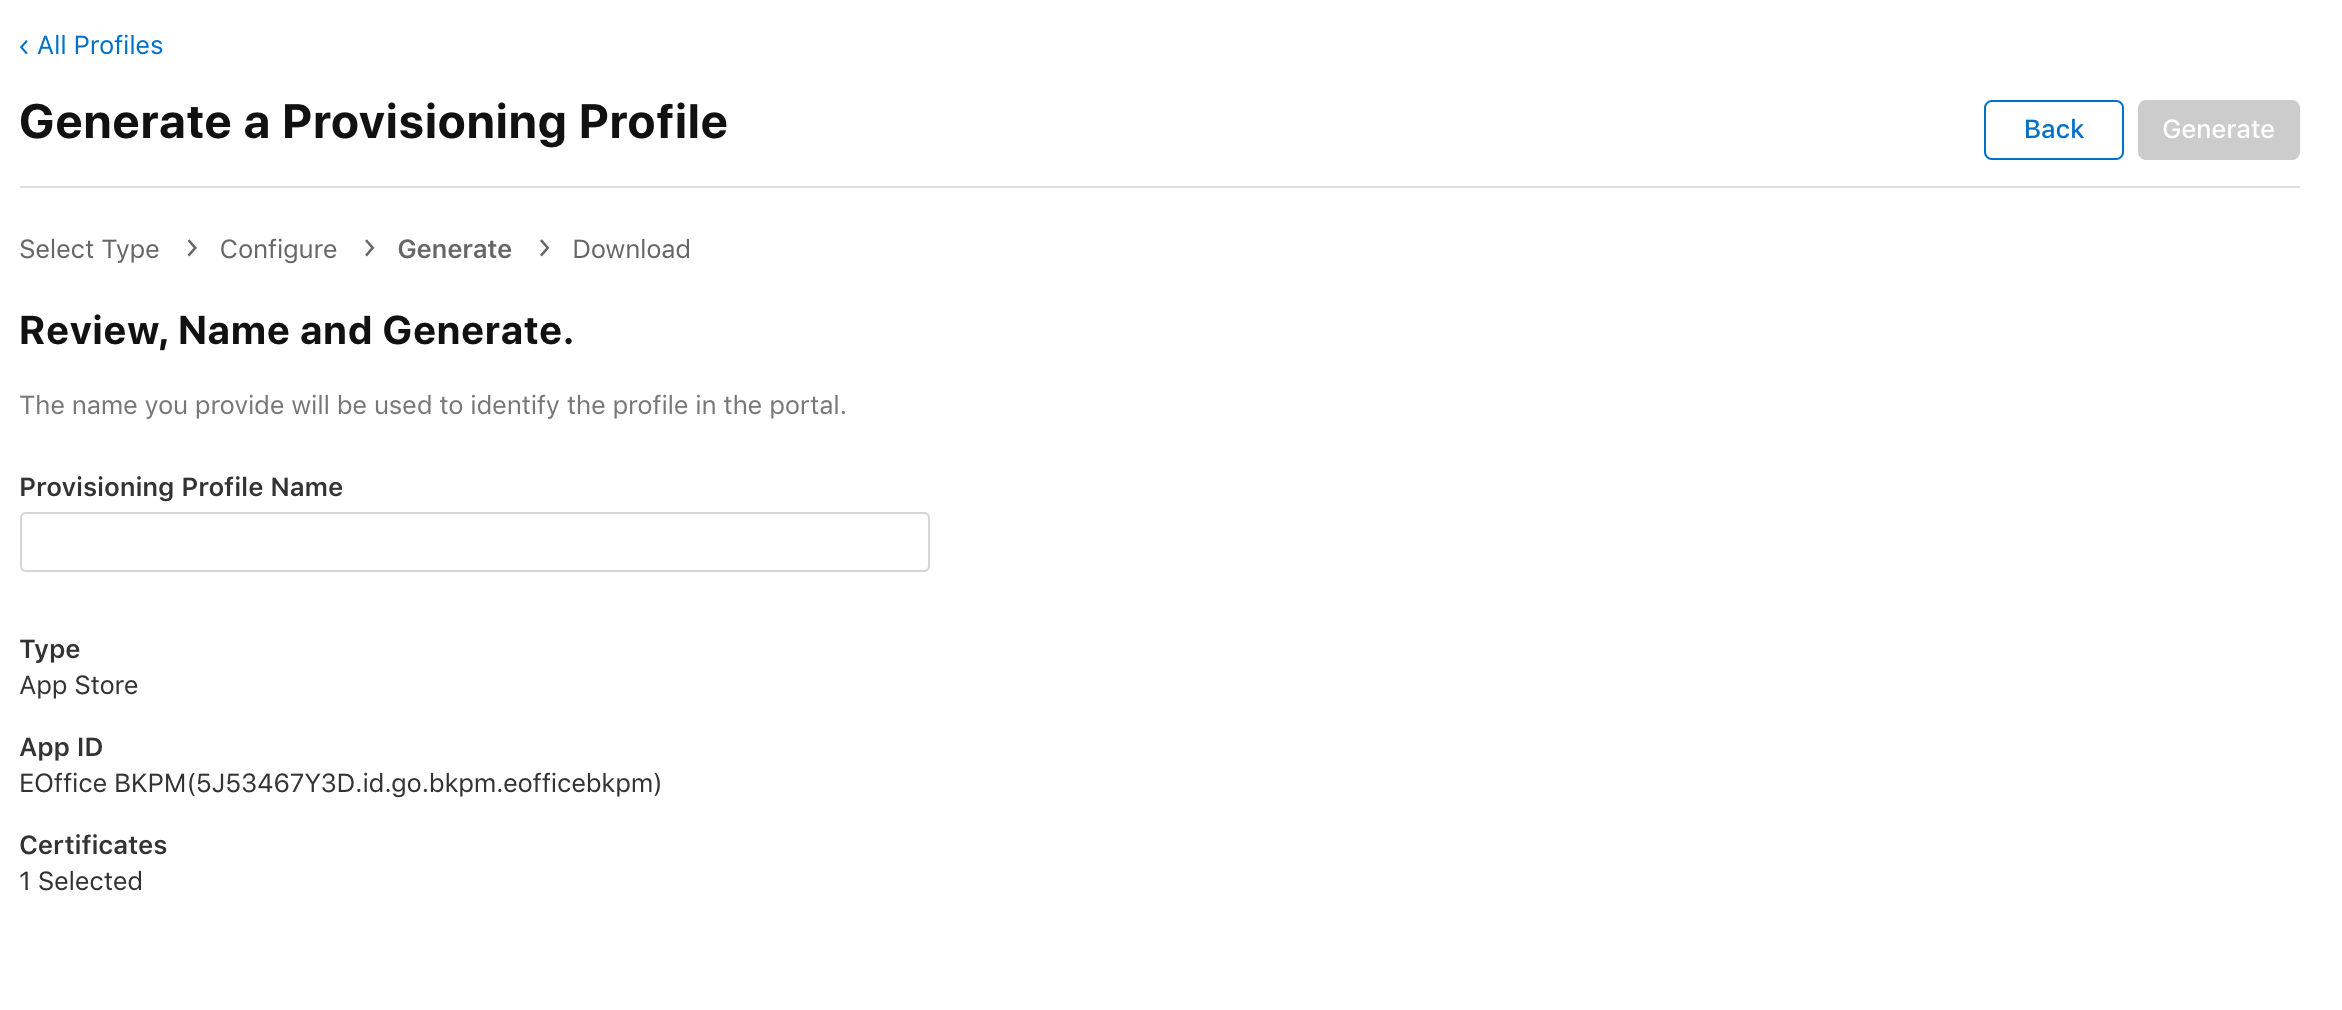 ‹ All Profiles
Generate a Provisioning Profile
Back
Generate
Select Type > Configure > Generate > Download
Review, Name and Generate.
The name you provide will be used to identify the profile in the portal.
Provisioning Profile Name
Type
App Store
App ID
EOffice BKPM(5J53467Y3D.id.go.bkpm.eofficebkpm)
Certificates
1 Selected